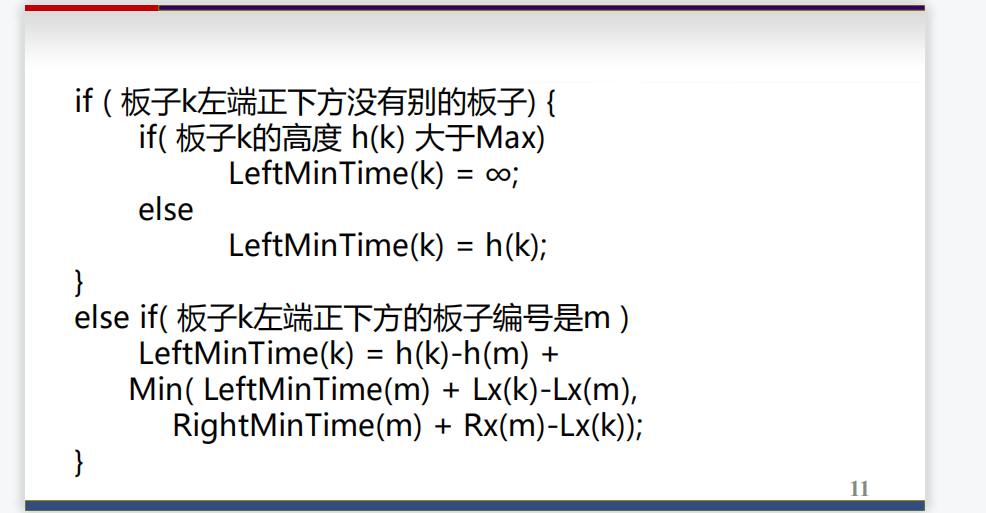 if ( 板子k左端正下方没有别的板子) {
if( 板子k的高度 h(k) 大于Max)
LeftMinTime(k) = ∞;
else
LeftMinTime(k) = h(k);
}
else if( 板子k左端正下方的板子编号是m )
LeftMinTime(k) = h(k)-h(m) +
Min( LeftMinTime(m) + Lx(k)-Lx(m),
RightMinTime(m) + Rx(m)-Lx(k));
}
11